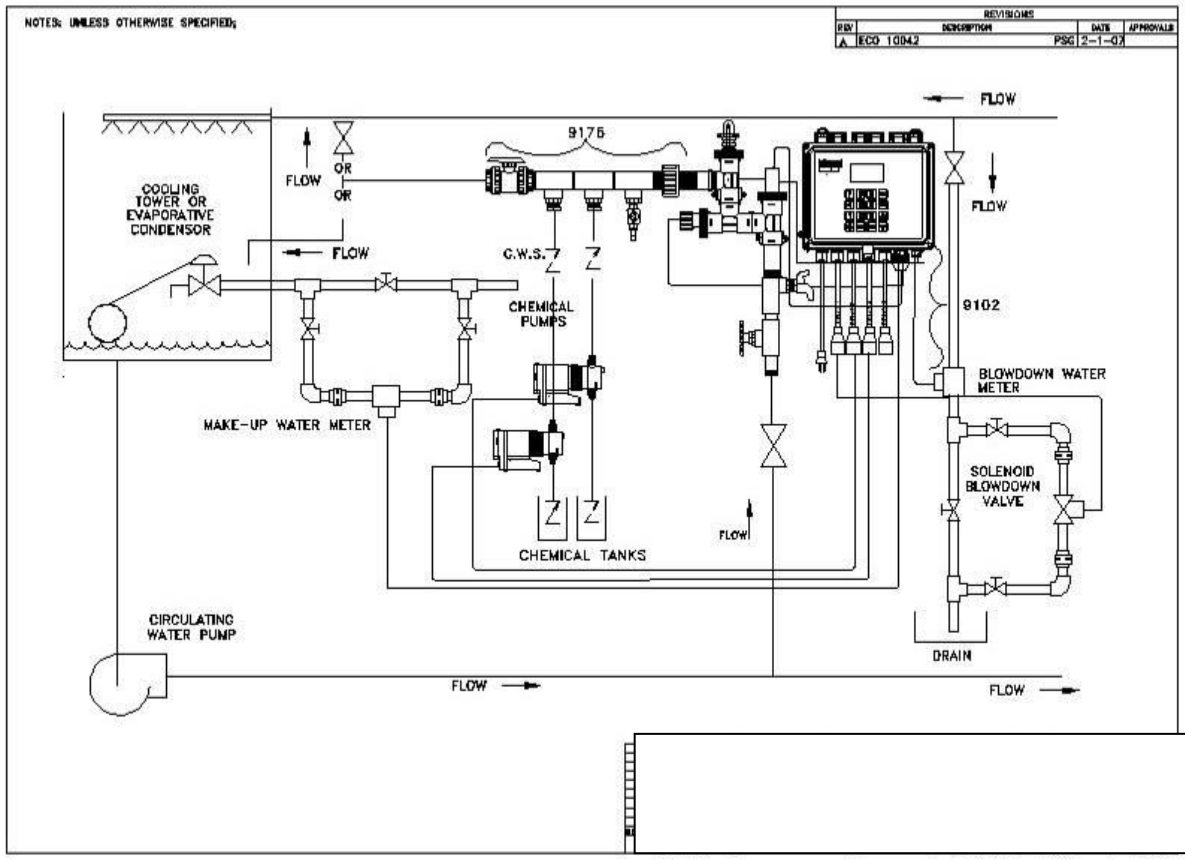 NOTES: UNLESS OTHERWISE SPECIFIED;
REVISIONS
REV DESCRIPTION DATE APPROVALS
A ECO 10042 PSG 2-1-07
FLOW
9175
FLOW
OR
OR
COOLING
TOWER OR
EVAPORATIVE
CONDENSOR
FLOW
FLOW
C.W.S.
CHEMICAL
PUMPS
9102
BLOWDOWN WATER
METER
MAKE-UP WATER METER
SOLENOID
BLOWDOWN
VALVE
FLOW
CHEMICAL TANKS
CIRCULATING
WATER PUMP
DRAIN
FLOW
FLOW